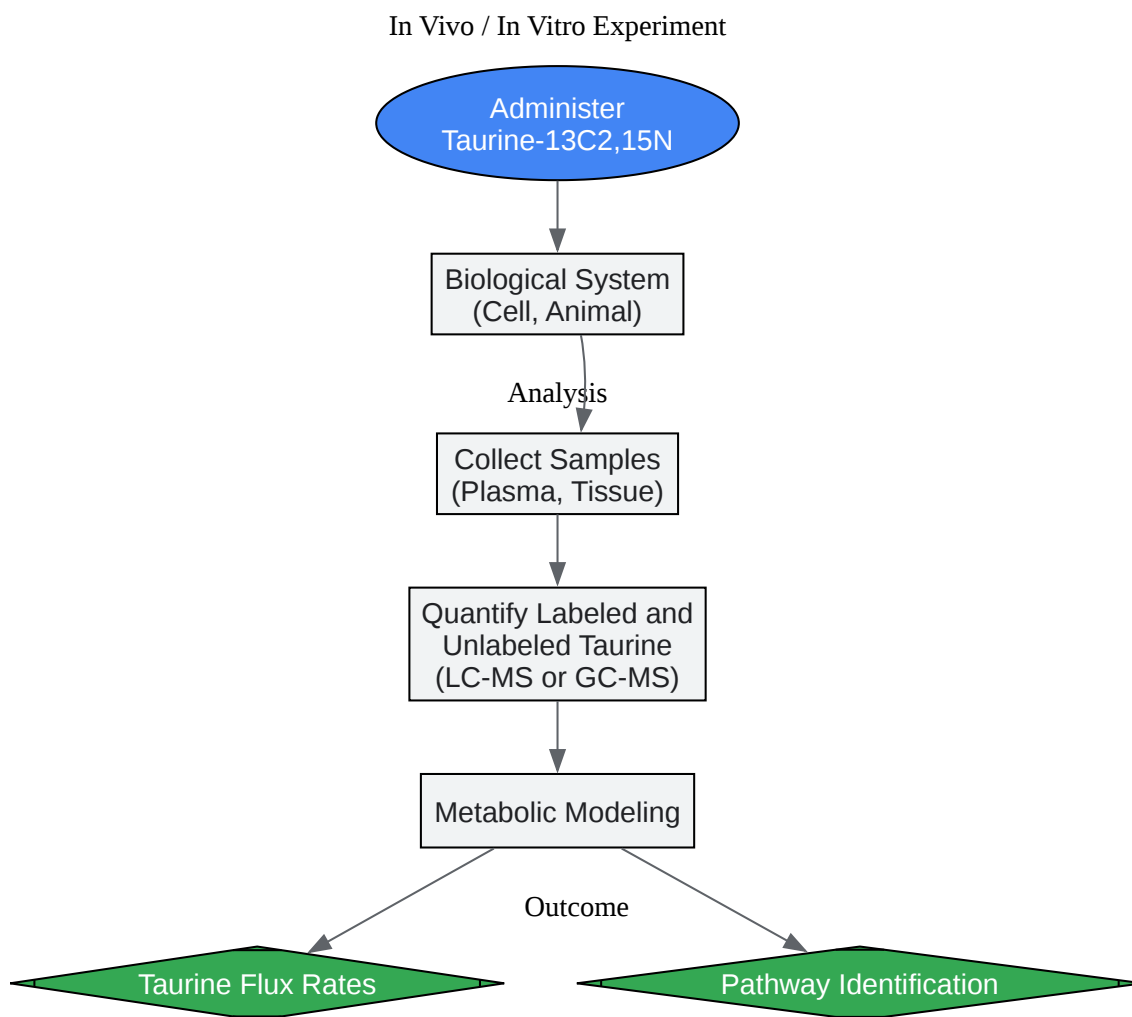 In Vivo / In Vitro Experiment
Administer
Taurine-13C2,15N
Biological System
(Cell, Animal)
Analysis
Collect Samples
(Plasma, Tissue)
Quantify Labeled and
Unlabeled Taurine
(LC-MS or GC-MS)
Metabolic Modeling
Outcome
Taurine Flux Rates
Pathway Identification